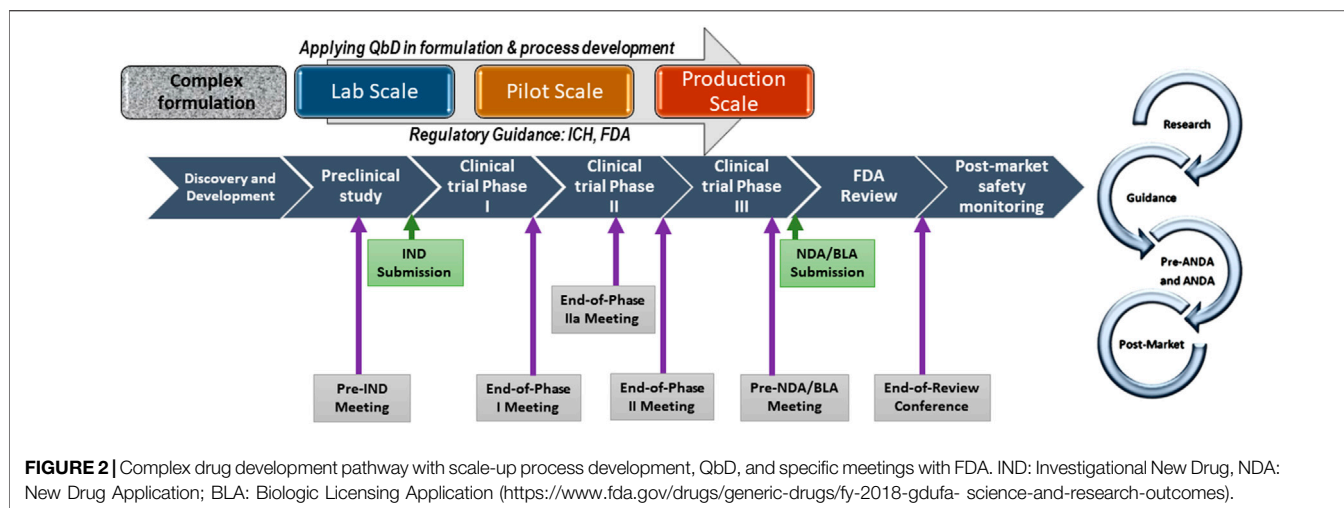 Applying QbD in formulation & process development
Complex
formulation
Lab Scale
Pilot Scale
Production
Scale
Regulatory Guidance: ICH, FDA
Discovery and
Development
Preclinical
study
Clinical
trial Phase
I
Clinical
trial Phase
II
Clinical
trial Phase
III
FDA
Review
Post-market
safety
monitoring
IND
Submission
NDA/BLA
Submission
End-of-Phase
IIa Meeting
Pre-IND
Meeting
End-of-Phase
I Meeting
End-of-Phase
II Meeting
Pre-NDA/BLA
Meeting
End-of-Review
Conference
Research
Guidance
Pre-ANDA
and ANDA
Post-Market
FIGURE 2 | Complex drug development pathway with scale-up process development, QbD, and specific meetings with FDA. IND: Investigational New Drug, NDA:
New Drug Application; BLA: Biologic Licensing Application (https://www.fda.gov/drugs/generic-drugs/fy-2018-gdufa- science-and-research-outcomes).